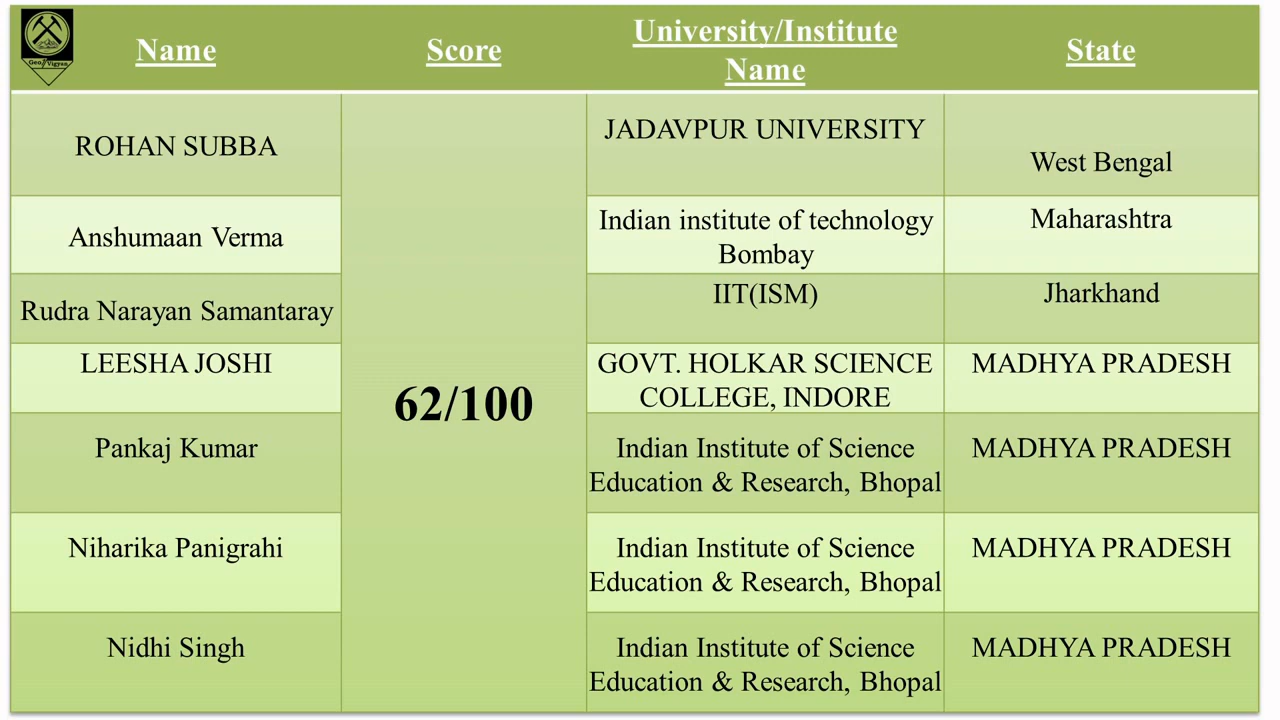 Geo Vigyan
Name
Score
University/Institute
Name
State
ROHAN SUBBA
JADAVPUR UNIVERSITY
West Bengal
Anshumaan Verma
Indian institute of technology
Bombay
Maharashtra
Rudra Narayan Samantaray
IIT(ISM)
Jharkhand
LEESHA JOSHI
GOVT. HOLKAR SCIENCE
COLLEGE, INDORE
MADHYA PRADESH
62/100
Pankaj Kumar
Indian Institute of Science
Education & Research, Bhopal
MADHYA PRADESH
Niharika Panigrahi
Indian Institute of Science
Education & Research, Bhopal
MADHYA PRADESH
Nidhi Singh
Indian Institute of Science
Education & Research, Bhopal
MADHYA PRADESH